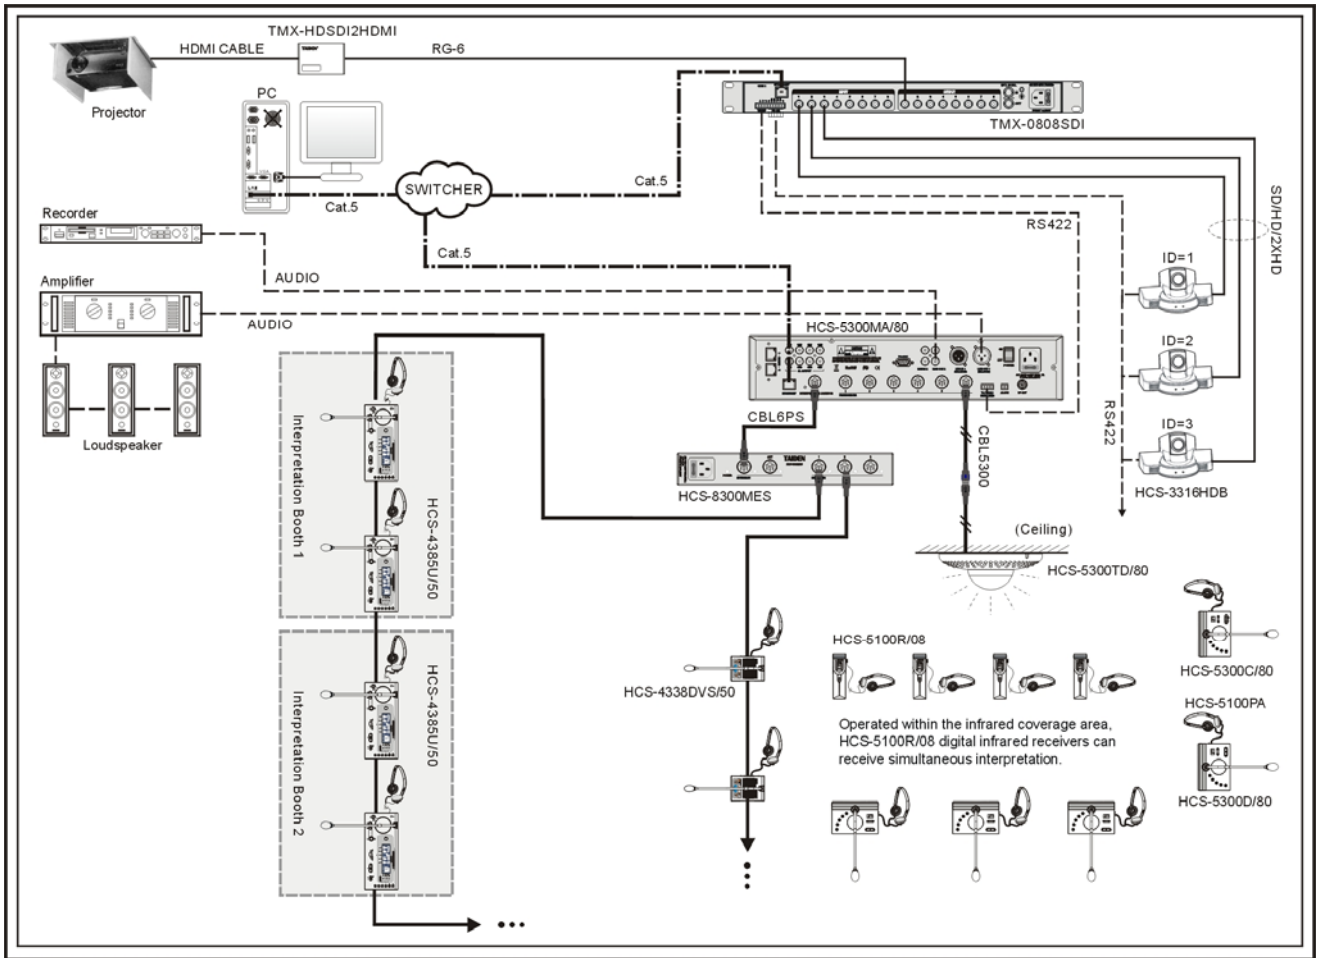 TMX-HDSDI2HDMI
HDMI CABLE
RG-6
TAIDEN
Projector
PC
TMX-0808SDI
SWITCHER
Cat.5
Cat.5
Cat.5
Recorder
AUDIO
Amplifier
AUDIO
Loudspeaker
RS422
SD/HD/2XHD
ID=1
ID=2
ID=3
RS422
HCS-3316HDB
HCS-5300MA/80
CBL6PS
CBL5300
TAIDEN
HCS-8300MES
(Ceiling)
HCS-5300TD/80
Interpretation Booth 1
HCS-4385U/50
Interpretation Booth 2
HCS-4385U/50
HCS-4338DVS/50
HCS-5100R/08
Operated within the infrared coverage area,
HCS-5100R/08 digital infrared receivers can
receive simultaneous interpretation.
HCS-5300C/80
HCS-5100PA
HCS-5300D/80